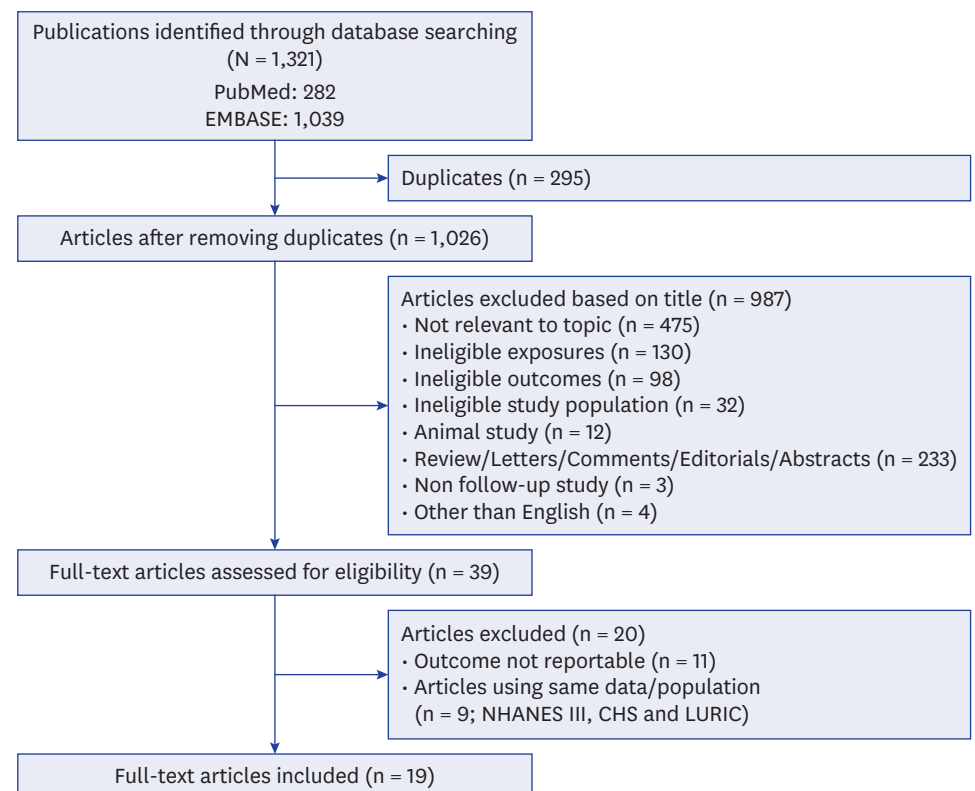 Publications identified through database searching
(N = 1,321)
PubMed: 282
EMBASE: 1,039
Duplicates (n = 295)
Articles after removing duplicates (n = 1,026)
Articles excluded based on title (n = 987)
· Not relevant to topic (n = 475)
· Ineligible exposures (n = 130)
· Ineligible outcomes (n = 98)
· Ineligible study population (n = 32)
· Animal study (n = 12)
· Review/Letters/Comments/Editorials/Abstracts (n = 233)
· Non follow-up study (n = 3)
· Other than English (n = 4)
Full-text articles assessed for eligibility (n = 39)
Articles excluded (n = 20)
· Outcome not reportable (n = 11)
· Articles using same data/population
(n = 9; NHANES III, CHS and LURIC)
Full-text articles included (n = 19)